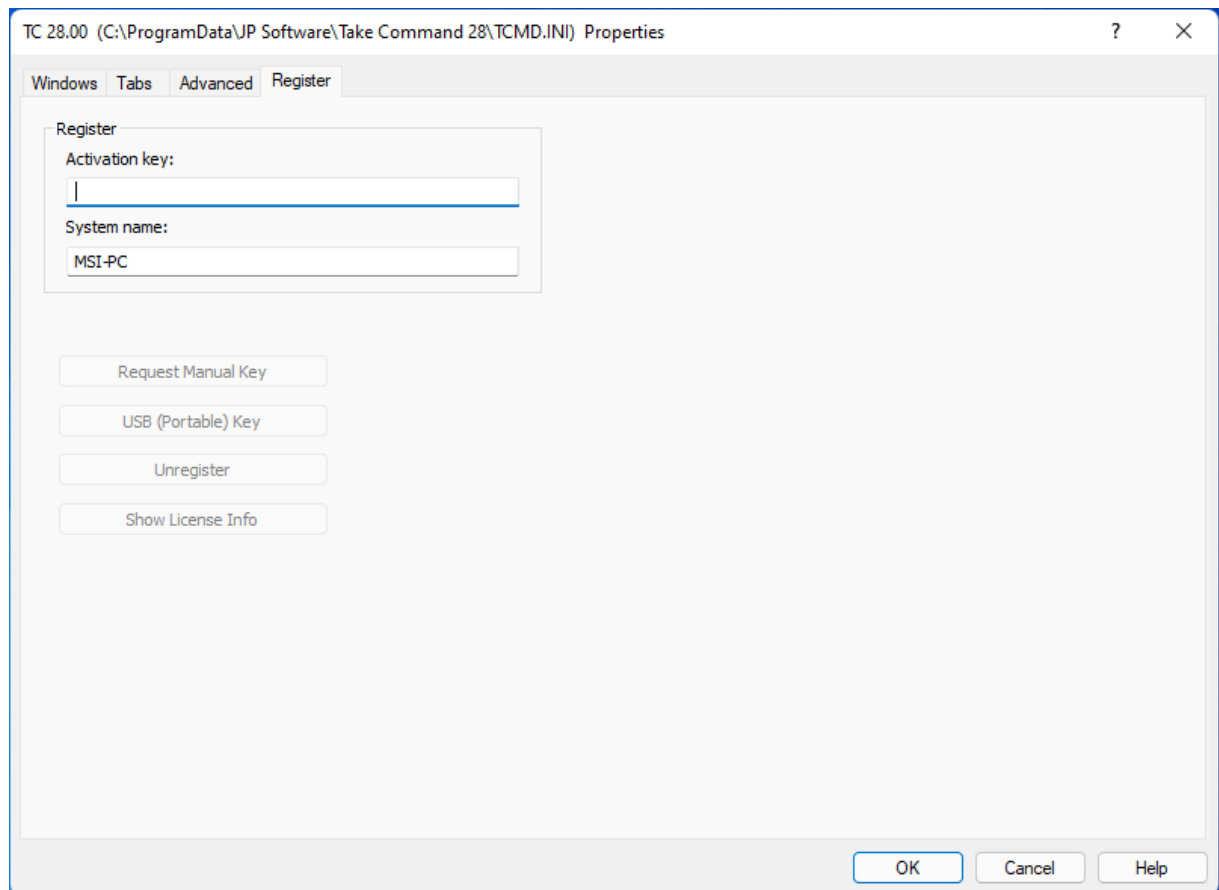 TC 28.00 (C:\ProgramData\JP Software\Take Command 28\TCMD.INI) Properties
Windows Tabs Advanced Register
Register
Activation key:
System name:
MSI-PC
Request Manual Key
USB (Portable) Key
Unregister
Show License Info
OK Cancel Help